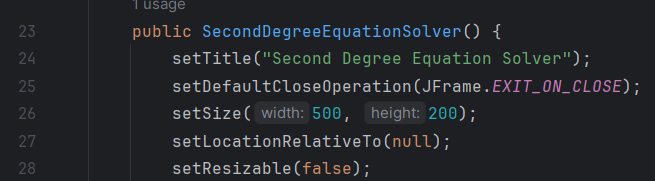 1 usage
23 public SecondDegreeEquationSolver() {
24 setTitle("Second Degree Equation Solver");
25 setDefaultCloseOperation(JFrame.EXIT_ON_CLOSE);
26 setSize( width: 500, height: 200);
27 setLocationRelativeTo(null);
28 setResizable(false);